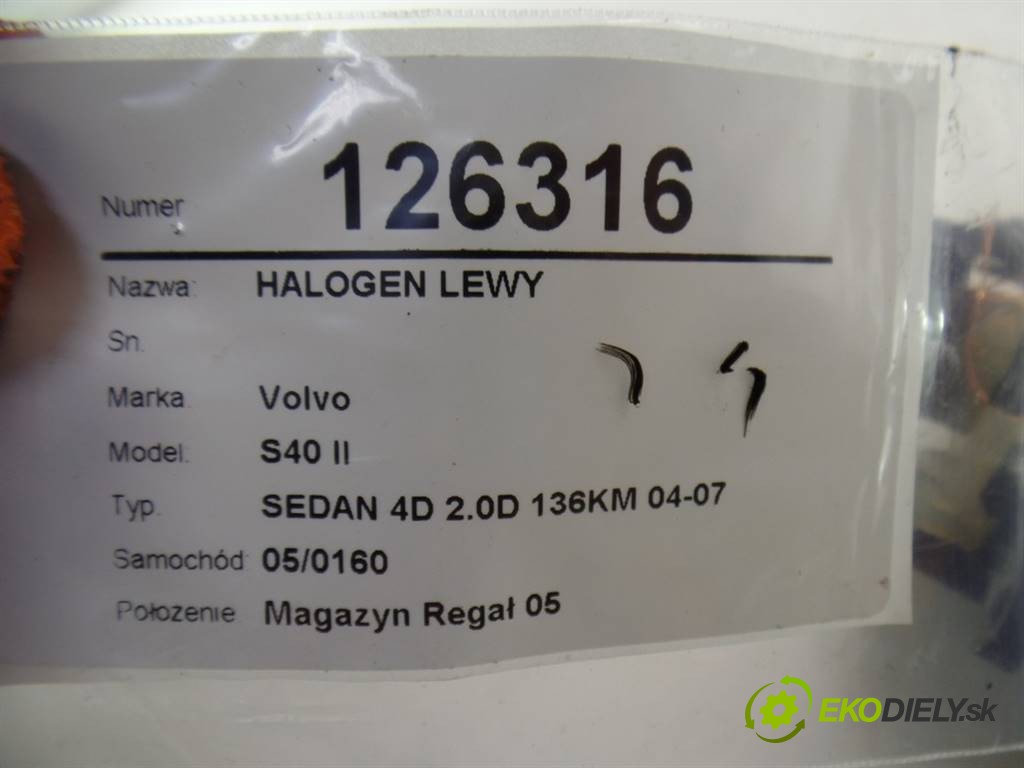 Numer 126316
Nazwa: HALOGEN LEWY
Sn.
Marka. Volvo
Model: S40 II
Typ. SEDAN 4D 2.0D 136KM 04-07
Samochód 05/0160
Położenie Magazyn Regał 05
EKODIELY.sk